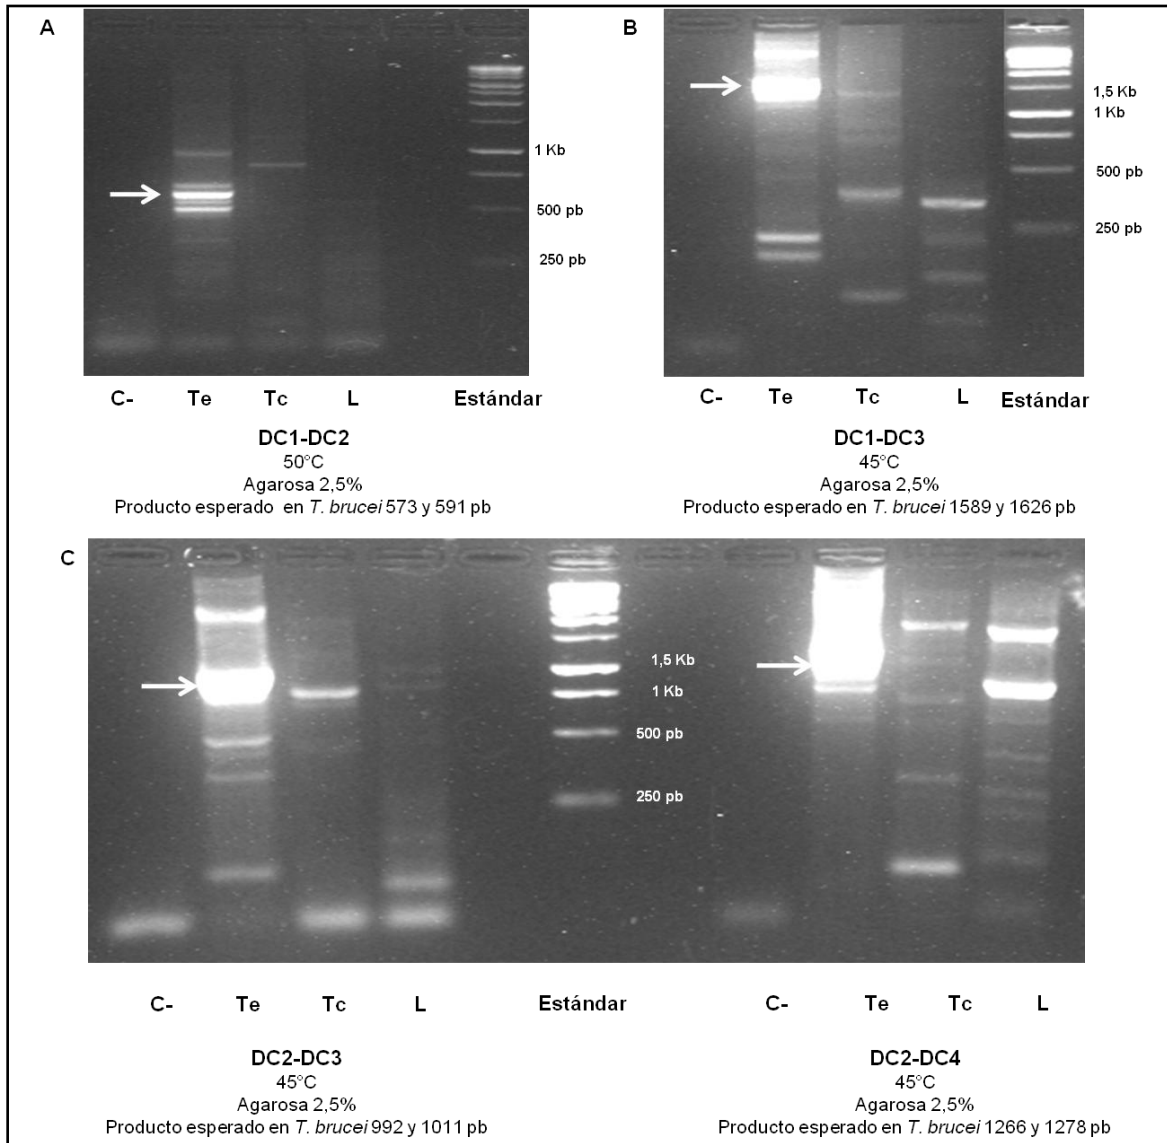 A
1 Kb
500 pb
250 pb
C- Te Tc L Estándar
DC1-DC2
50°C
Agarosa 2,5%
Producto esperado en T. brucei 573 y 591 pb
B
1,5 Kb
1 Kb
500 pb
250 pb
C- Te Tc L Estándar
DC1-DC3
45°C
Agarosa 2,5%
Producto esperado en T. brucei 1589 y 1626 pb
C
1,5 Kb
1 Kb
500 pb
250 pb
C- Te Tc L Estándar C- Te Tc L
DC2-DC3
45°C
Agarosa 2,5%
Producto esperado en T. brucei 992 y 1011 pb
DC2-DC4
45°C
Agarosa 2,5%
Producto esperado en T. brucei 1266 y 1278 pb